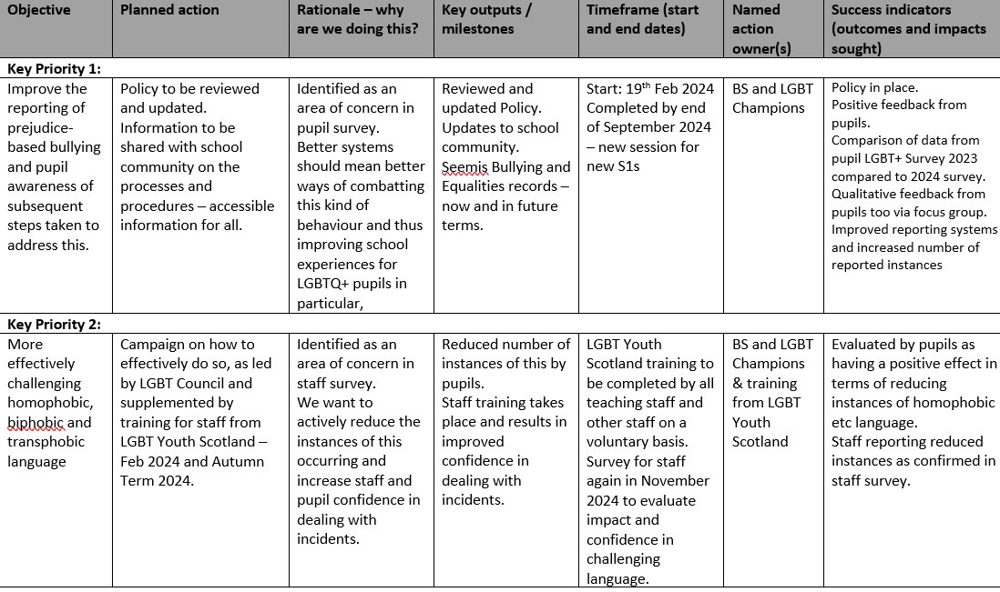 Objective
Planned action
Rationale – why
are we doing this?
Key outputs /
milestones
Timeframe (start
and end dates)
Named
action
owner(s)
Success indicators
(outcomes and impacts
sought)
Key Priority 1:
Improve the
reporting of
prejudice-
based bullying
and pupil
awareness of
subsequent
steps taken to
address this.
Policy to be reviewed
and updated.
Information to be
shared with school
community on the
processes and
procedures – accessible
information for all.
Identified as an
area of concern in
pupil survey.
Better systems
should mean better
ways of combatting
this kind of
behaviour and thus
improving school
experiences for
LGBTQ+ pupils in
particular,
Reviewed and
updated Policy.
Updates to school
community.
Seemis Bullying and
Equalities records –
now and in future
terms.
Start: 19th Feb 2024
Completed by end
of September 2024
– new session for
new S1s
BS and LGBT
Champions
Policy in place.
Positive feedback from
pupils.
Comparison of data from
pupil LGBT+ Survey 2023
compared to 2024 survey.
Qualitative feedback from
pupils too via focus group.
Improved reporting systems
and increased number of
reported instances
Key Priority 2:
More
effectively
challenging
homophobic,
biphobic and
transphobic
language
Campaign on how to
effectively do so, as led
by LGBT Council and
supplemented by
training for staff from
LGBT Youth Scotland –
Feb 2024 and Autumn
Term 2024.
Identified as an
area of concern in
staff survey.
We want to
actively reduce the
instances of this
occurring and
increase staff and
pupil confidence in
dealing with
incidents.
Reduced number of
instances of this by
pupils.
Staff training takes
place and results in
improved
confidence in
dealing with
incidents.
LGBT Youth
Scotland training to
be completed by all
teaching staff and
other staff on a
voluntary basis.
Survey for staff
again in November
2024 to evaluate
impact and
confidence in
challenging
language.
BS and LGBT
Champions
& training
from LGBT
Youth
Scotland
Evaluated by pupils as
having a positive effect in
terms of reducing
instances of homophobic
etc language.
Staff reporting reduced
instances as confirmed in
staff survey.